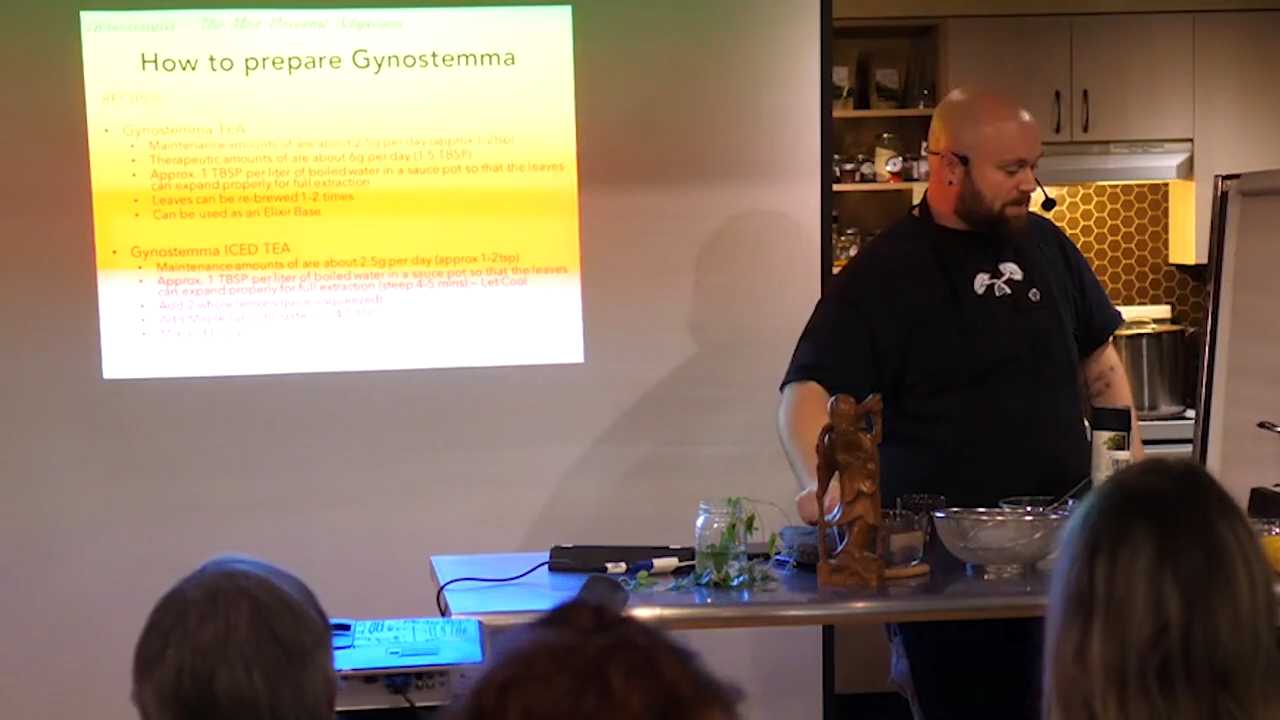 Gynostemma - The Most Powerful Adaptogen
How to prepare Gynostemma
RECIPES:
• Gynostemma TEA
• Maintenance amounts of are about 2.5g per day (approx 1-2tsp)
• Therapeutic amounts of are about 6g per day (1.5 TBSP)
• Approx. 1 TBSP per liter of boiled water in a sauce pot so that the leaves
can expand properly for full extraction
• Leaves can be re-brewed 1-2 times
• Can be used as an Elixir Base
• Gynostemma ICED TEA
• Maintenance amounts of are about 2.5g per day (approx 1-2tsp)
• Approx. 1 TBSP per liter of boiled water in a sauce pot so that the leaves
can expand properly for full extraction (steep 4-5 mins) – Let Cool
• Add 2 whole lemons (juice – squeezed)
• Add Maple Syrup to taste